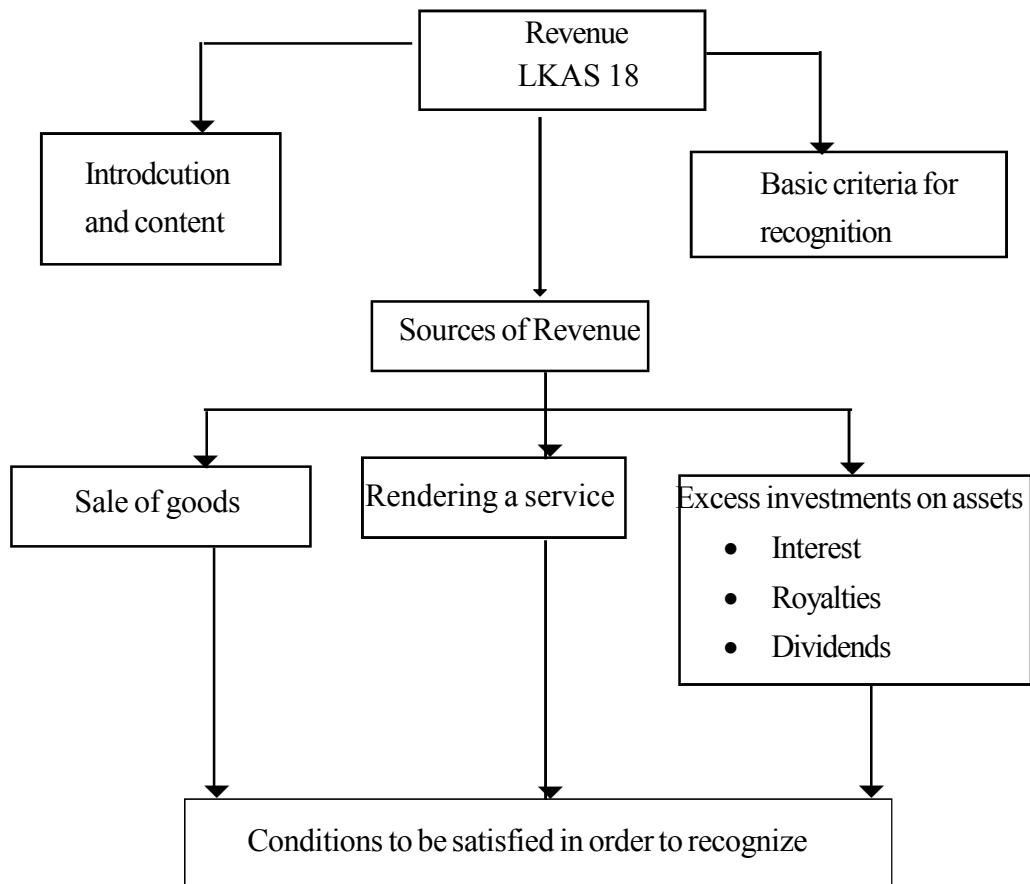 Revenue
LKAS 18
Introdcution
and content
Basic criteria for
recognition
Sources of Revenue
Sale of goods
Rendering a service
Excess investments on assets
• Interest
• Royalties
• Dividends
Conditions to be satisfied in order to recognize